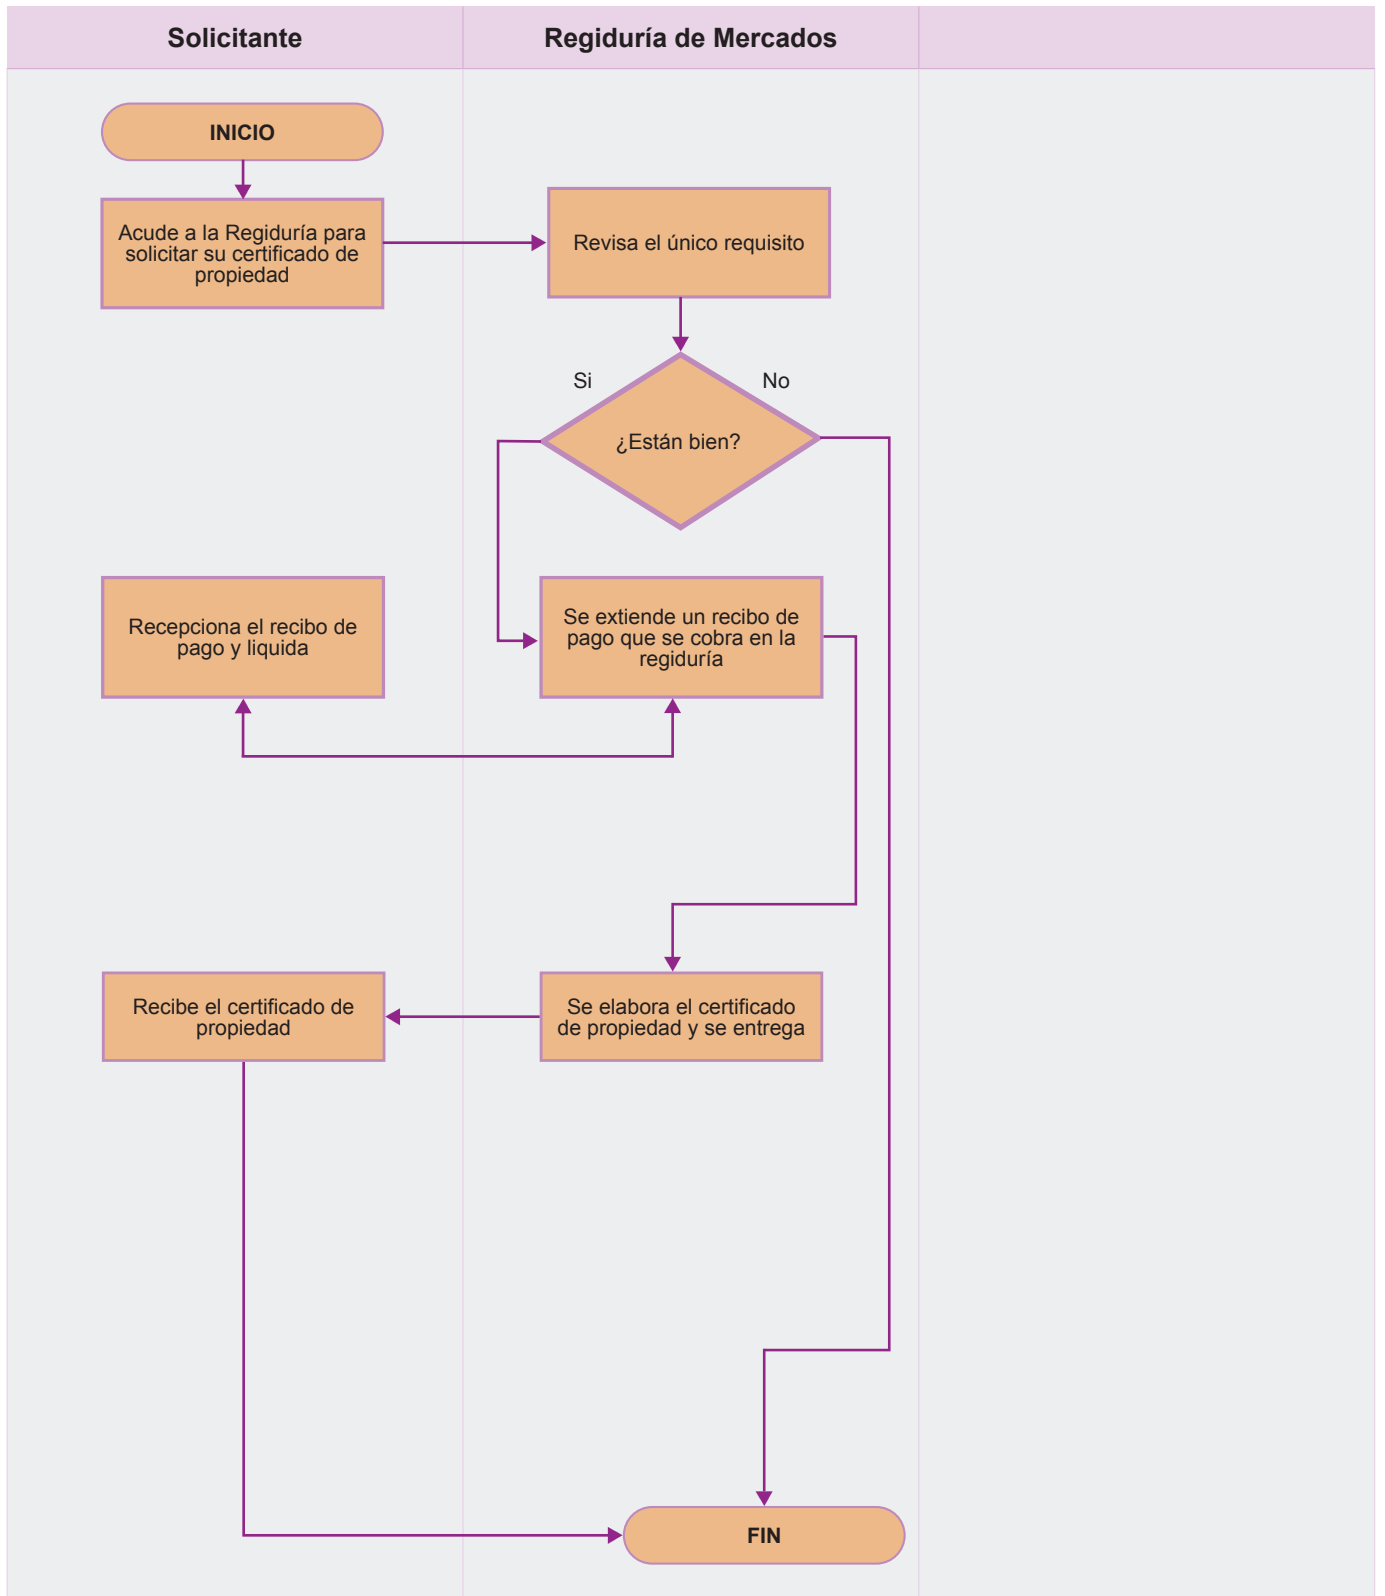 Solicitante
Regiduría de Mercados
INICIO
Acude a la Regiduría para
solicitar su certificado de
propiedad
Revisa el único requisito
Si
No
¿Están bien?
Recepciona el recibo de
pago y liquida
Se extiende un recibo de
pago que se cobra en la
regiduría
Recibe el certificado de
propiedad
Se elabora el certificado
de propiedad y se entrega
FIN